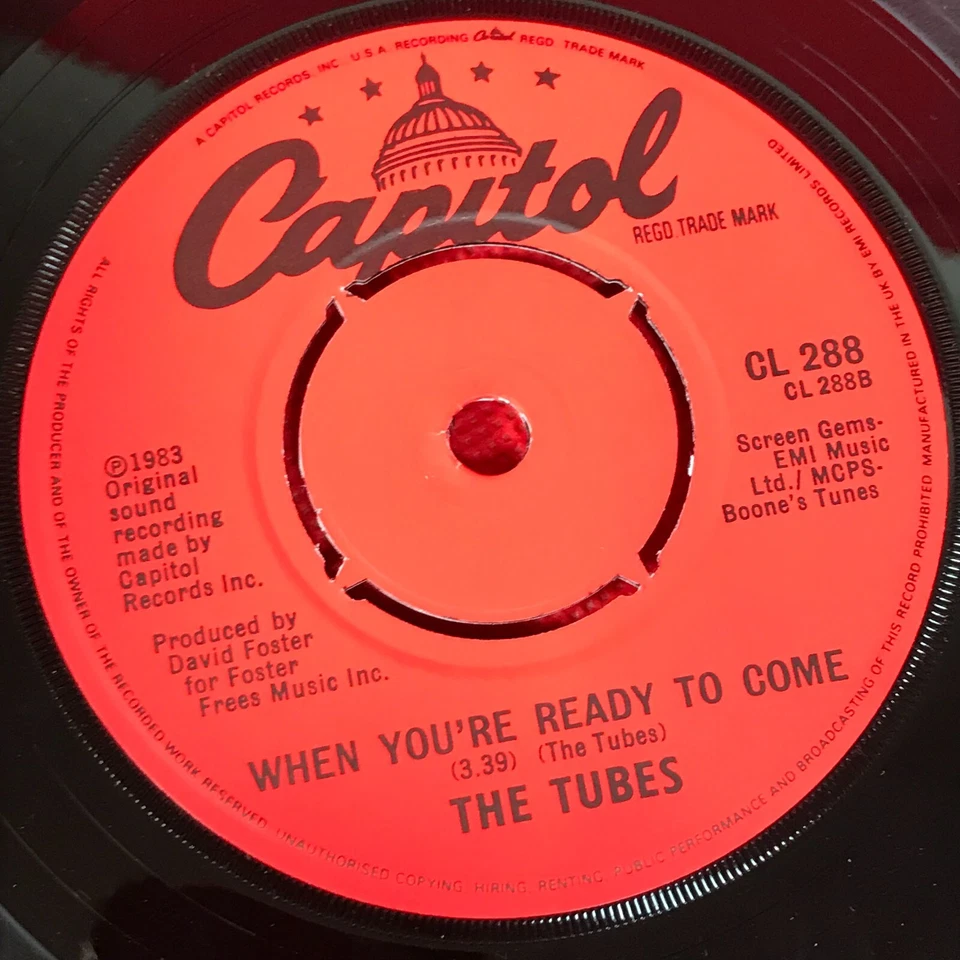 A CAPITOL RECORDS INC. U.S.A. RECORDING Capitol REGD. TRADE MARK
Capitol
REGD. TRADE MARK
CL 288
CL 288B
Screen Gems-
EMI Music
Ltd./ MCPS-
Boone's Tunes
Ⓟ1983
Original
sound
recording
made by
Capitol
Records Inc.
Produced by
David Foster
for Foster
Frees Music Inc.
WHEN YOU'RE READY TO COME
(3.39) (The Tubes)
THE TUBES
ALL RIGHTS OF THE PRODUCER AND OF THE OWNER OF THE RECORDED WORK RESERVED. UNAUTHORISED COPYING, HIRING, RENTING, PUBLIC PERFORMANCE AND BROADCASTING OF THIS RECORD PROHIBITED MANUFACTURED IN THE UK BY EMI RECORDS LIMITED